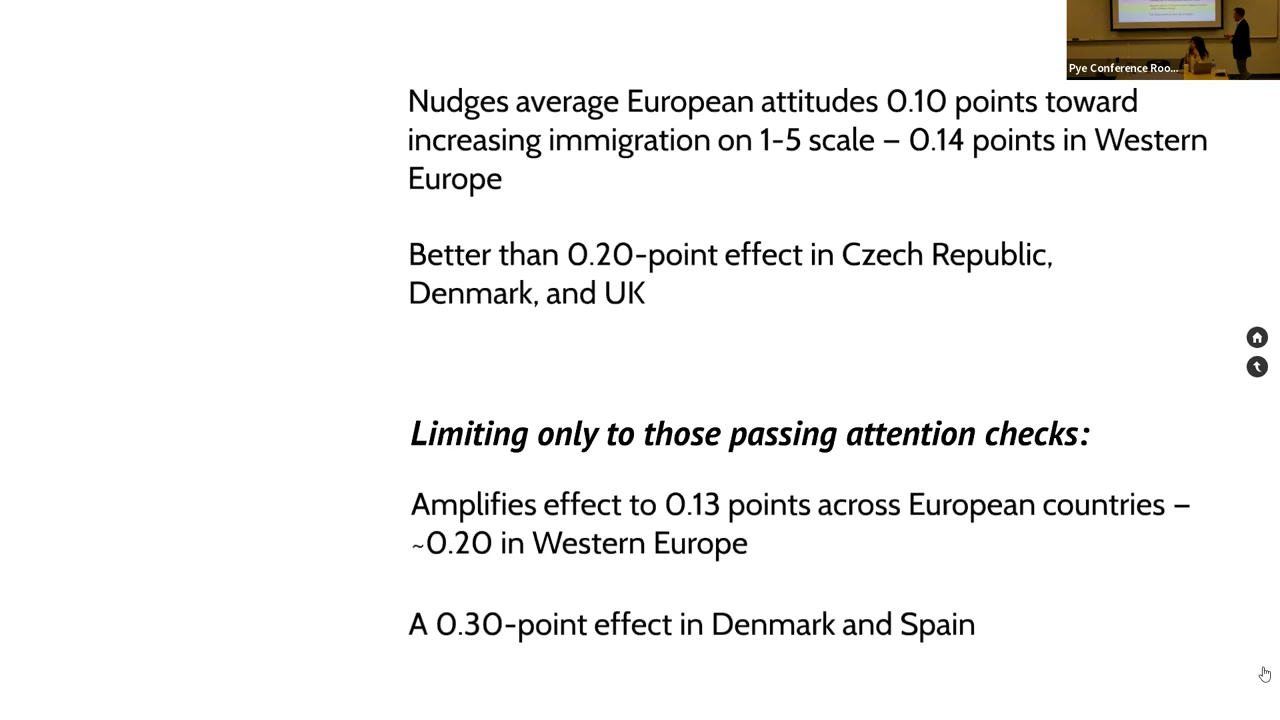 Pye Conference Roo...
Nudges average European attitudes 0.10 points toward
increasing immigration on 1-5 scale – 0.14 points in Western
Europe
Better than 0.20-point effect in Czech Republic,
Denmark, and UK
Limiting only to those passing attention checks:
Amplifies effect to 0.13 points across European countries –
~0.20 in Western Europe
A 0.30-point effect in Denmark and Spain